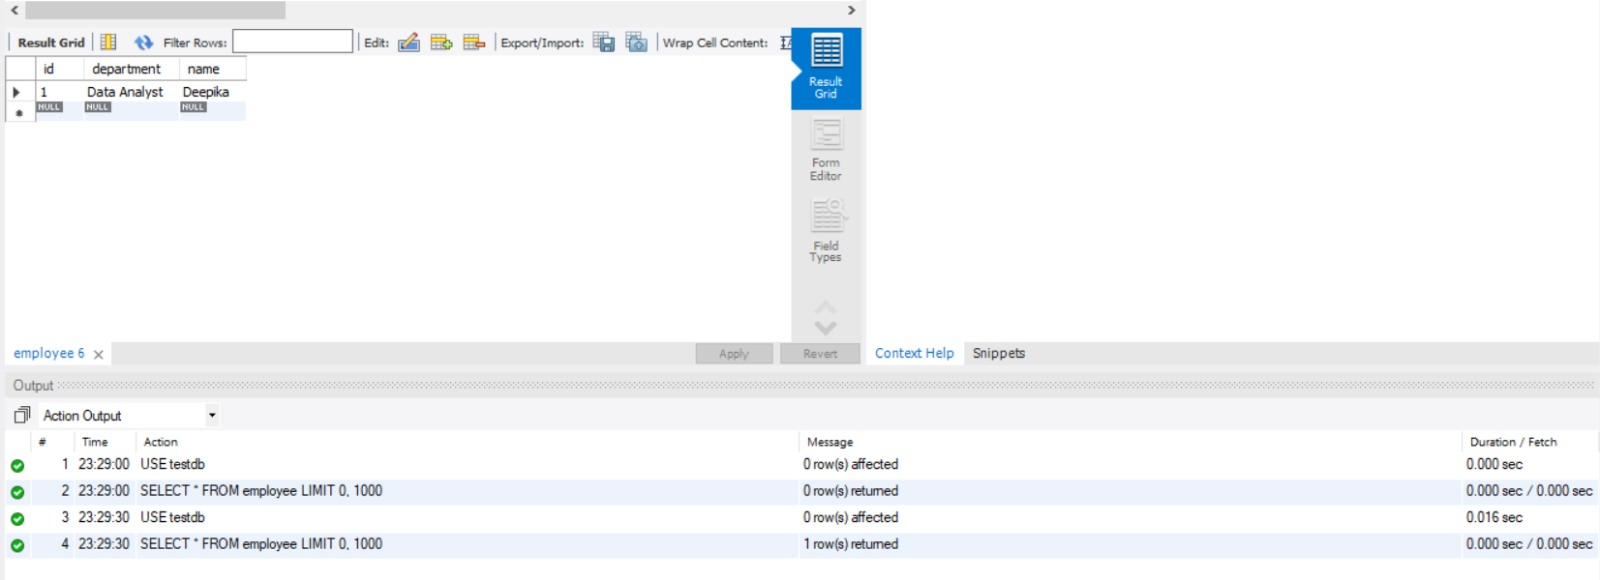 Result Grid Filter Rows: Edit: Export/Import: Wrap Cell Content:
id department name
1 Data Analyst Deepika
NULL NULL NULL
Result
Grid
Form
Editor
Field
Types
employee 6 Apply Revert Context Help Snippets
Output
Action Output
# Time Action Message Duration / Fetch
1 23:29:00 USE testdb 0 row(s) affected 0.000 sec
2 23:29:00 SELECT * FROM employee LIMIT 0, 1000 0 row(s) returned 0.000 sec / 0.000 sec
3 23:29:30 USE testdb 0 row(s) affected 0.016 sec
4 23:29:30 SELECT * FROM employee LIMIT 0, 1000 1 row(s) returned 0.000 sec / 0.000 sec